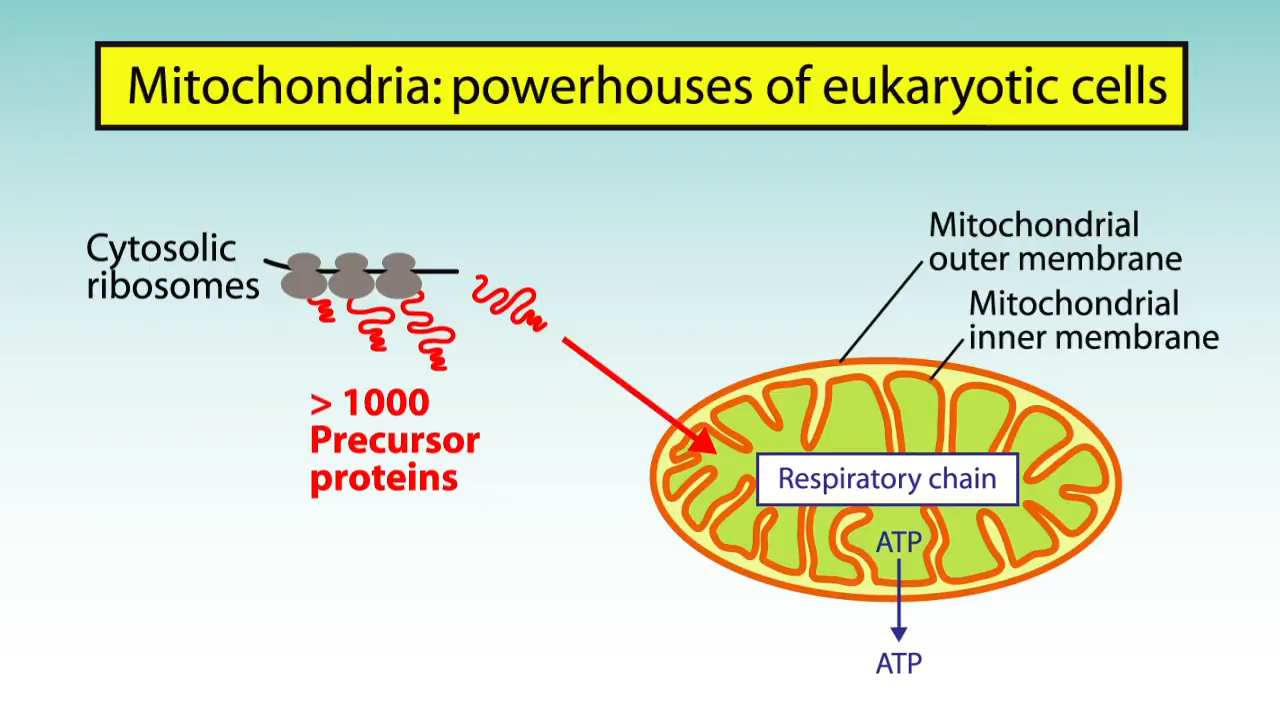 Mitochondria: powerhouses of eukaryotic cells
Cytosolic
ribosomes
> 1000
Precursor
proteins
Mitochondrial
outer membrane
Mitochondrial
inner membrane
Respiratory chain
ATP
ATP